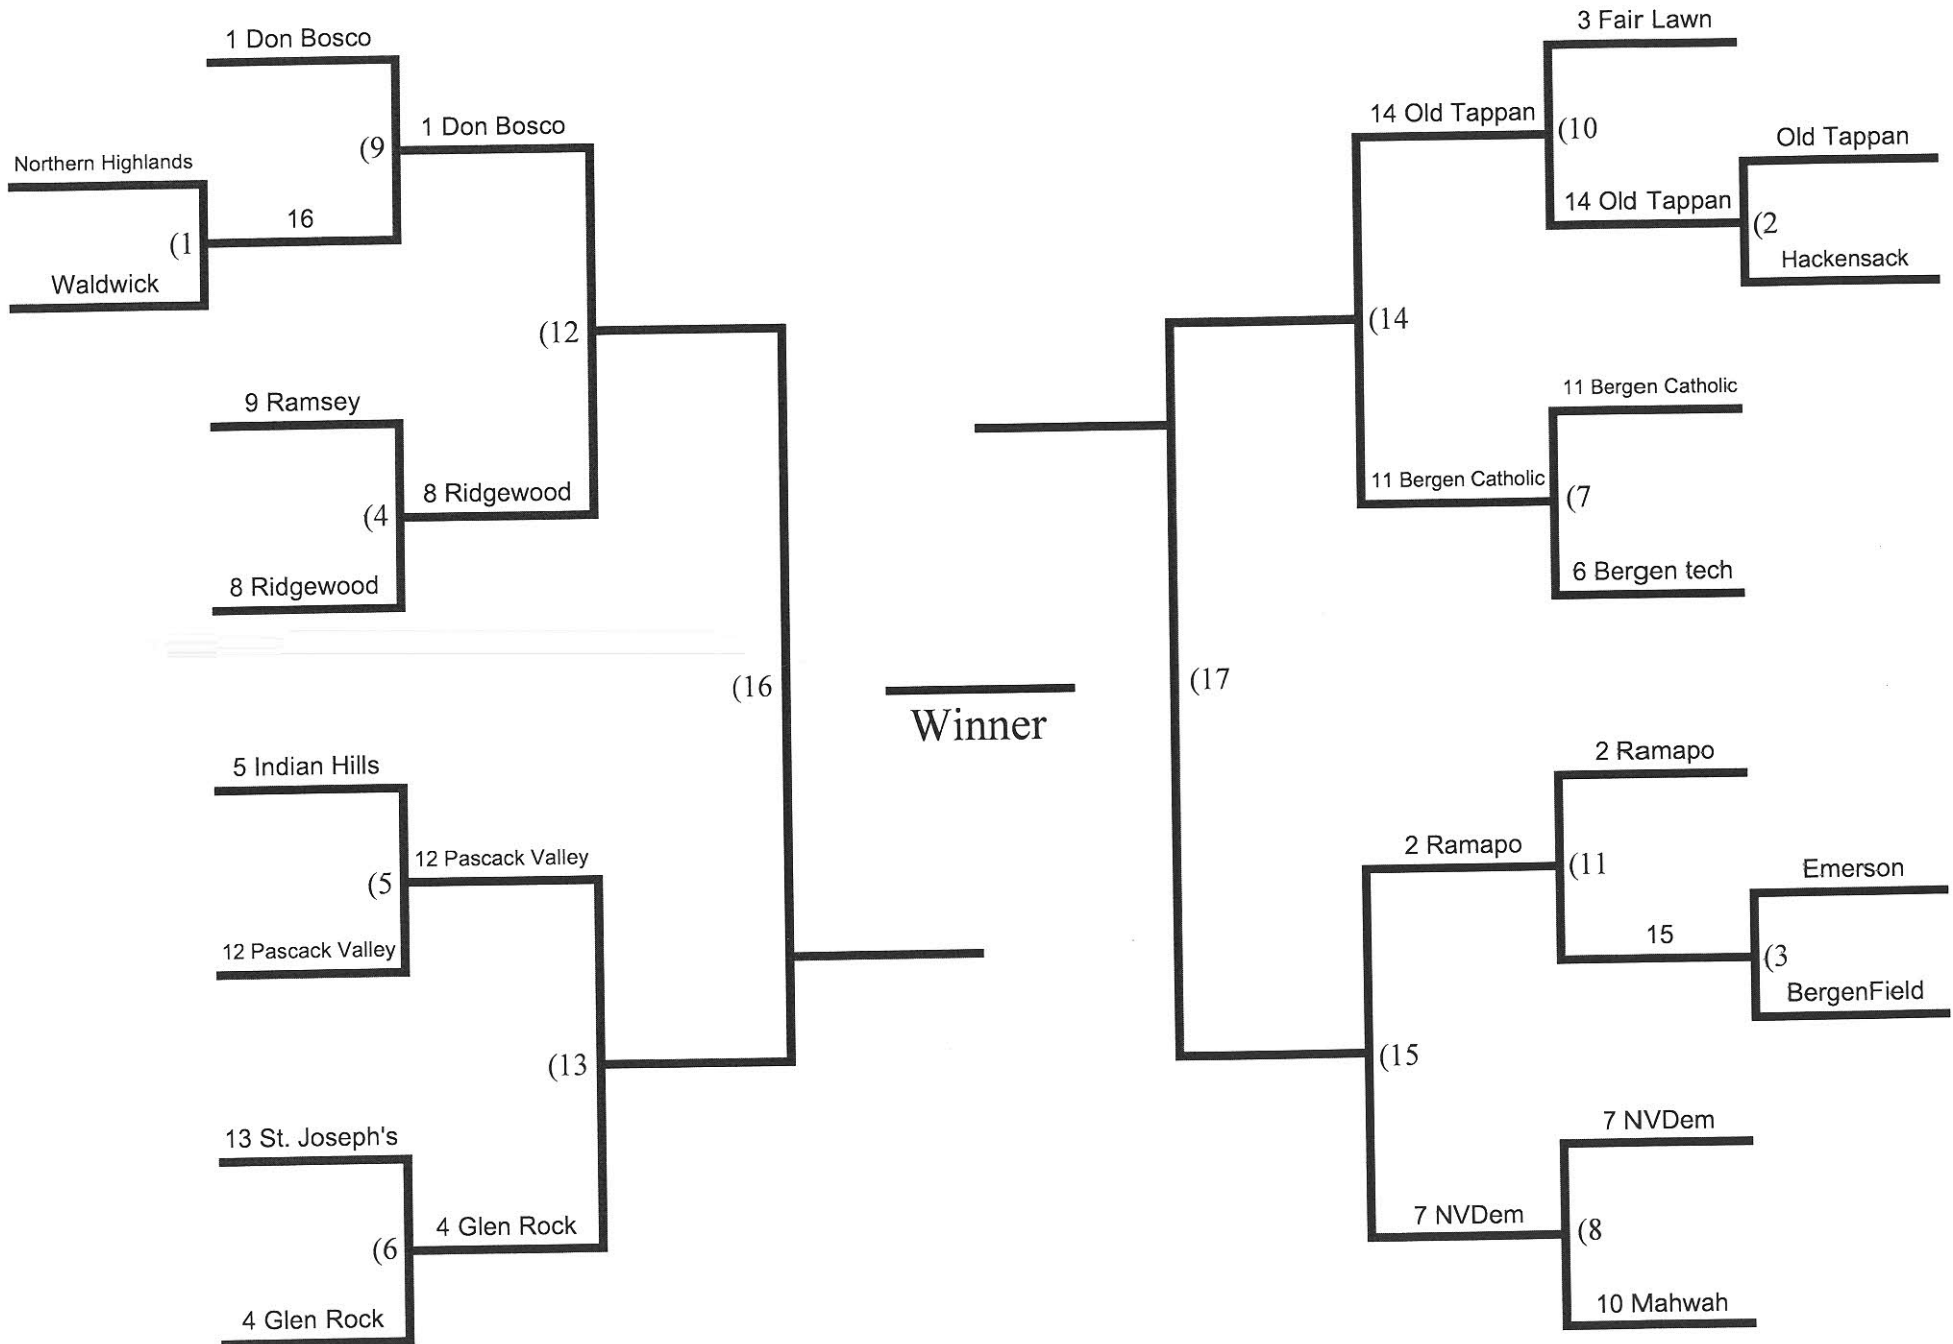 1 Don Bosco
1 Don Bosco
(9
Northern Highlands
16
(1
Waldwick
(12
9 Ramsey
8 Ridgewood
(4
8 Ridgewood
(16
5 Indian Hills
12 Pascack Valley
(5
12 Pascack Valley
(13
13 St. Joseph's
4 Glen Rock
(6
4 Glen Rock
Winner
3 Fair Lawn
14 Old Tappan
(10
Old Tappan
14 Old Tappan
(2
Hackensack
(14
11 Bergen Catholic
11 Bergen Catholic
(7
6 Bergen tech
(17
2 Ramapo
2 Ramapo
(11
Emerson
15
(3
BergenField
(15
7 NVDem
7 NVDem
(8
10 Mahwah